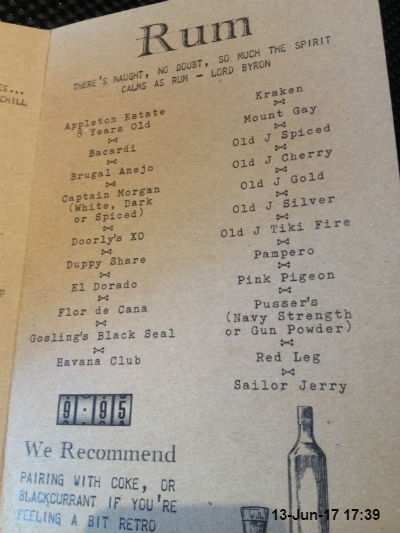 Rum
THERE'S NAUGHT, NO DOUBT, SO MUCH THE SPIRIT
CALMS AS RUM - LORD BYRON
Appleton Estate
8 Years Old
Bacardi
Brugal Anejo
Captain Morgan
(White, Dark
or Spiced)
Doorly's XO
Duppy Share
El Dorado
Flor de Cana
Gosling's Black Seal
Havana Club
Kraken
Mount Gay
Old J Spiced
Old J Cherry
Old J Gold
Old J Silver
Old J Tiki Fire
Pampero
Pink Pigeon
Pusser's
(Navy Strength
or Gun Powder)
Red Leg
Sailor Jerry
9.95
We Recommend
PAIRING WITH COKE, OR
BLACKCURRANT IF YOU'RE
FEELING A BIT RETRO
13-Jun-17 17:39